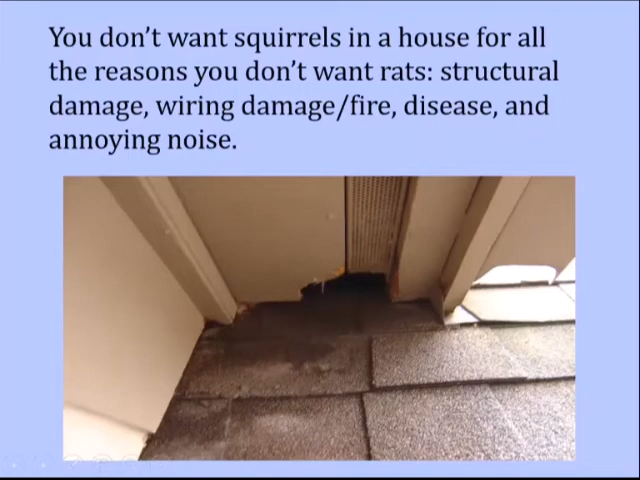 You don’t want squirrels in a house for all
the reasons you don’t want rats: structural
damage, wiring damage/fire, disease, and
annoying noise.